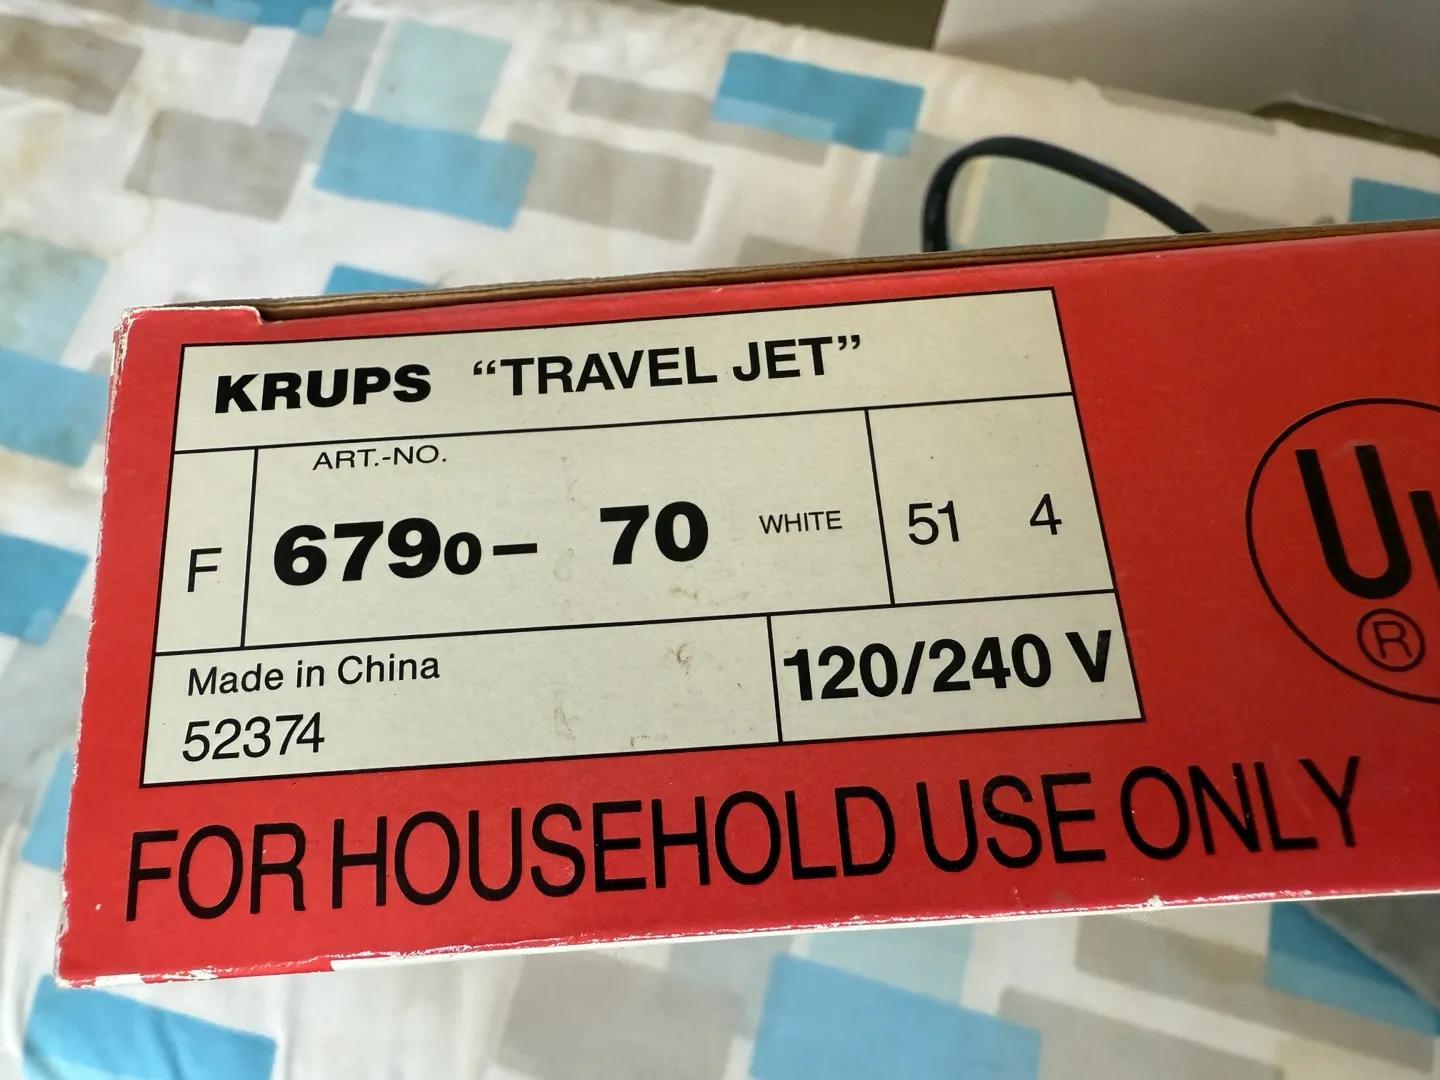 KRUPS “TRAVEL JET”
ART.-NO.
F 6790– 70 WHITE 51 4
Made in China
52374
120/240 V
FOR HOUSEHOLD USE ONLY
U
®